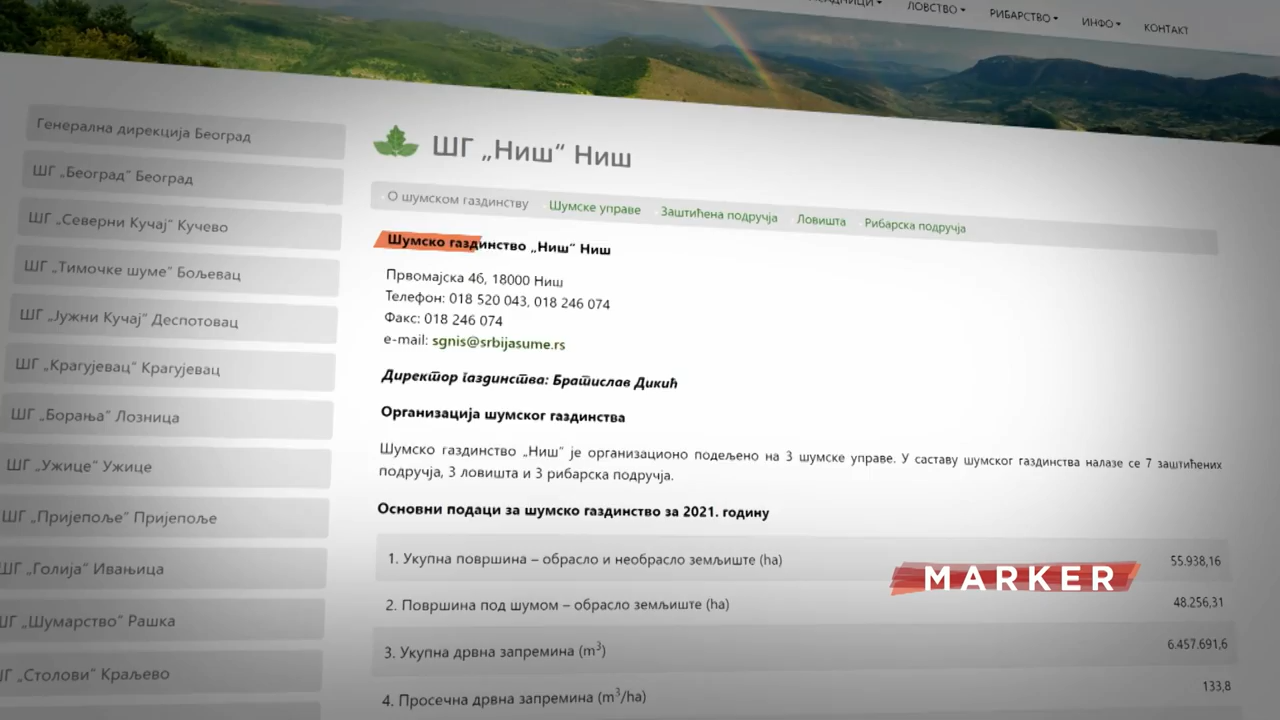 ЛОВСТВО
РИБАРСТВО
ИНФО
КОНТАКТ
Генерална дирекција Београд
ШГ „Београд“ Београд
ШГ „Северни Кучај“ Кучево
ШГ „Тимочке шуме“ Бољевац
ШГ „Јужни Кучај“ Деспотовац
ШГ „Крагујевац“ Крагујевац
ШГ „Борања“ Лозница
ШГ „Ужице“ Ужице
ШГ „Пријепоље“ Пријепоље
ШГ „Голија“ Ивањица
ШГ „Шумарство“ Рашка
ШГ „Столови“ Краљево
ШГ „Ниш“ Ниш
О шумском газдинству Шумске управе Заштићена подручја Ловишта Рибарска подручја
Шумско газдинство „Ниш“ Ниш
Првомајска 4б, 18000 Ниш
Телефон: 018 520 043, 018 246 074
Факс: 018 246 074
e-mail: sgnis@srbijasume.rs
Директор газдинства: Братислав Дикић
Организација шумског газдинства
Шумско газдинство „Ниш“ је организационо подељено на 3 шумске управе. У саставу шумског газдинства налазе се 7 заштићених
подручја, 3 ловишта и 3 рибарска подручја.
Основни подаци за шумско газдинство за 2021. годину
1. Укупна површина – обрасло и необрасло земљиште (ha) 55.938,16
MARKER
2. Површина под шумом – обрасло земљиште (ha) 48.256,31
3. Укупна дрвна запремина (m³) 6.457.691,6
4. Просечна дрвна запремина (m³/ha) 133,8